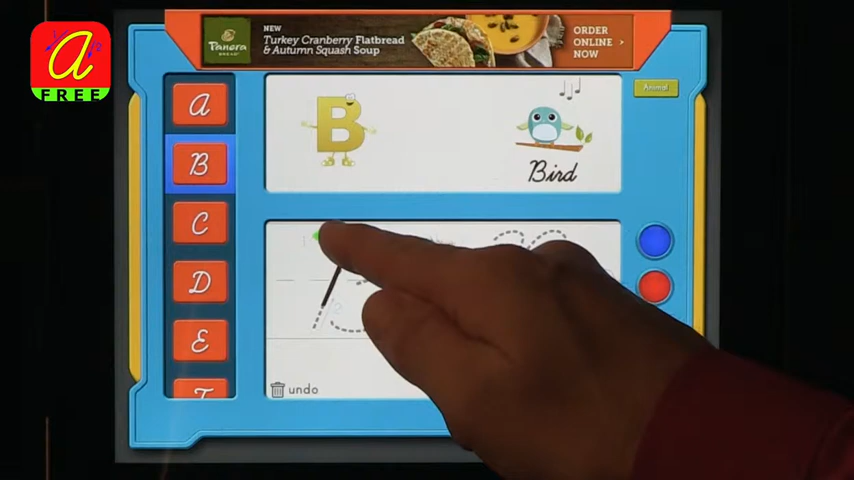 a
FREE
Panera
BREAD
NEW
Turkey Cranberry Flatbread
& Autumn Squash Soup
ORDER
ONLINE >
NOW
A
B
C
D
E
B
Bird
Animal
1
2
undo